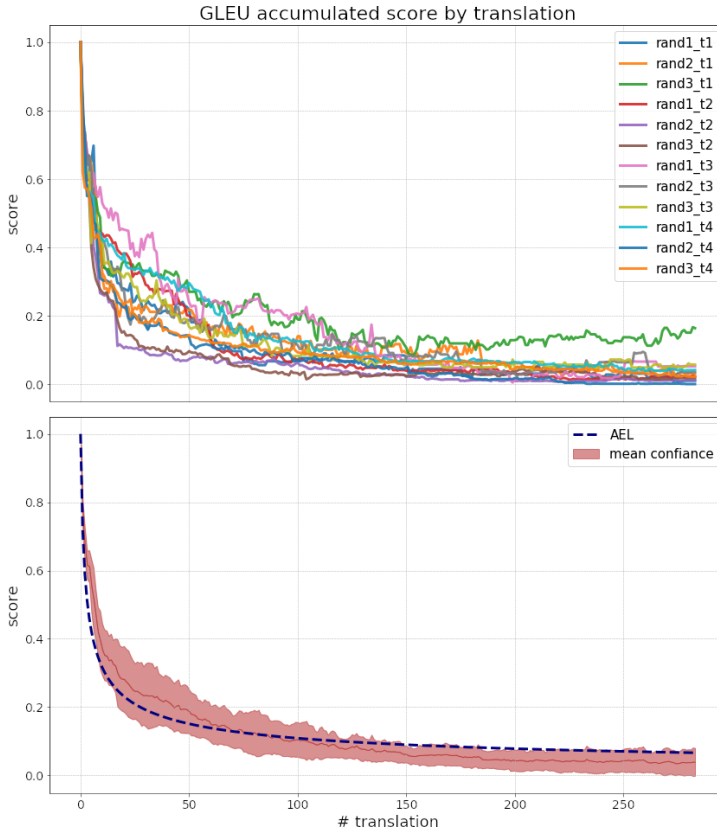 GLEU accumulated score by translation
1.0
0.8
0.6
0.4
0.2
0.0
score
rand1_t1
rand2_t1
rand3_t1
rand1_t2
rand2_t2
rand3_t2
rand1_t3
rand2_t3
rand3_t3
rand1_t4
rand2_t4
rand3_t4
1.0
0.8
0.6
0.4
0.2
0.0
score
AEL
mean confiance
0 50 100 150 200 250
# translation